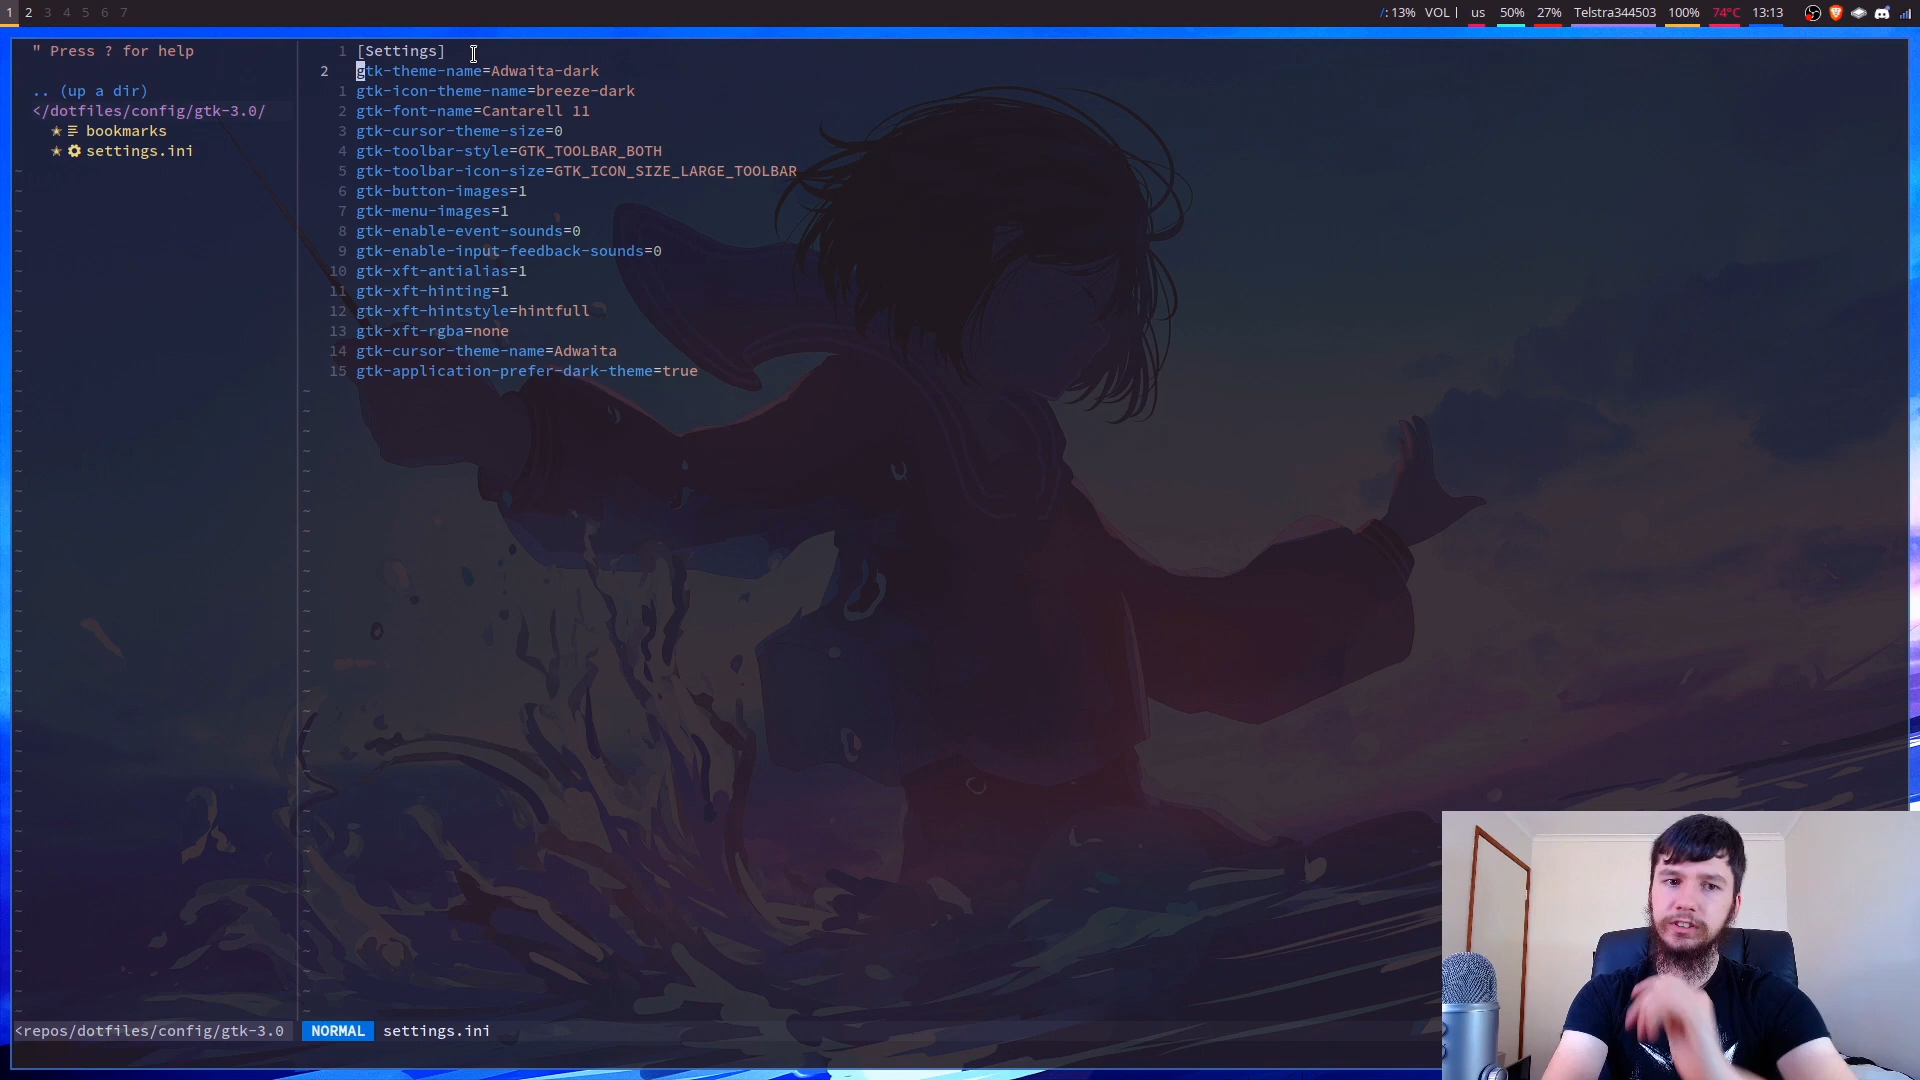 1 2 3 4 5 6 7
/: 13% VOL | us 50% 27% Telstra344503 100% 74°C 13:13
" Press ? for help
.. (up a dir)
</dotfiles/config/gtk-3.0/
bookmarks
settings.ini
1 [Settings]
2 gtk-theme-name=Adwaita-dark
1 gtk-icon-theme-name=breeze-dark
2 gtk-font-name=Cantarell 11
3 gtk-cursor-theme-size=0
4 gtk-toolbar-style=GTK_TOOLBAR_BOTH
5 gtk-toolbar-icon-size=GTK_ICON_SIZE_LARGE_TOOLBAR
6 gtk-button-images=1
7 gtk-menu-images=1
8 gtk-enable-event-sounds=0
9 gtk-enable-input-feedback-sounds=0
10 gtk-xft-antialias=1
11 gtk-xft-hinting=1
12 gtk-xft-hintstyle=hintfull
13 gtk-xft-rgba=none
14 gtk-cursor-theme-name=Adwaita
15 gtk-application-prefer-dark-theme=true
<repos/dotfiles/config/gtk-3.0 NORMAL settings.ini